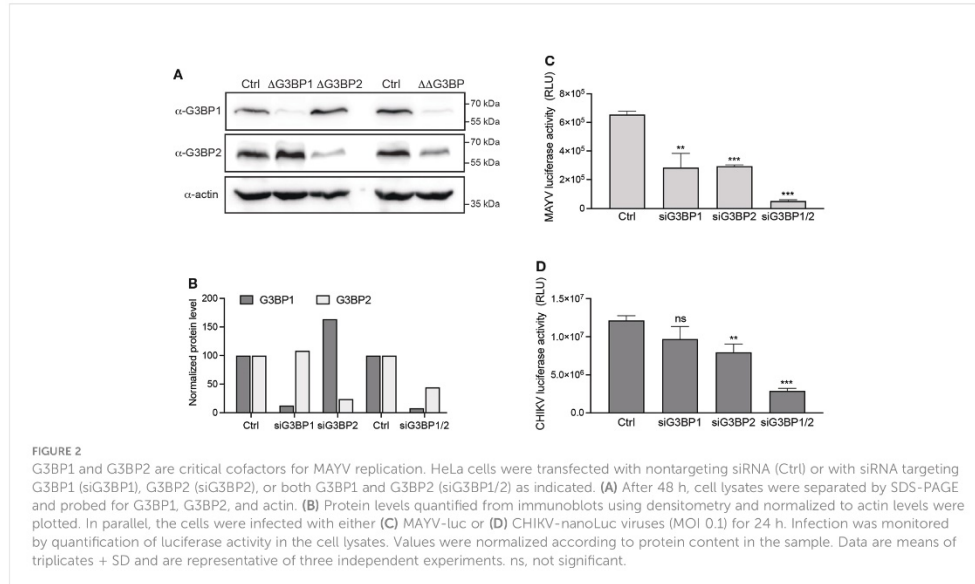 A
Ctrl ΔG3BP1 ΔG3BP2 Ctrl ΔΔG3BP
α-G3BP1
70 kDa
55 kDa
α-G3BP2
70 kDa
55 kDa
α-actin
35 kDa
B
Normalized protein level
200
150
100
50
0
G3BP1
G3BP2
Ctrl siG3BP1 siG3BP2 Ctrl siG3BP1/2
C
MAYV luciferase activity (RLU)
8×10⁵
6×10⁵
4×10⁵
2×10⁵
0
**
***
***
Ctrl siG3BP1 siG3BP2 siG3BP1/2
D
CHIKV luciferase activity (RLU)
1.5×10⁷
1.0×10⁷
5.0×10⁶
0.0
ns
**
***
Ctrl siG3BP1 siG3BP2 siG3BP1/2
FIGURE 2
G3BP1 and G3BP2 are critical cofactors for MAYV replication. HeLa cells were transfected with nontargeting siRNA (Ctrl) or with siRNA targeting
G3BP1 (siG3BP1), G3BP2 (siG3BP2), or both G3BP1 and G3BP2 (siG3BP1/2) as indicated. (A) After 48 h, cell lysates were separated by SDS-PAGE
and probed for G3BP1, G3BP2, and actin. (B) Protein levels quantified from immunoblots using densitometry and normalized to actin levels were
plotted. In parallel, the cells were infected with either (C) MAYV-luc or (D) CHIKV-nanoLuc viruses (MOI 0.1) for 24 h. Infection was monitored
by quantification of luciferase activity in the cell lysates. Values were normalized according to protein content in the sample. Data are means of
triplicates + SD and are representative of three independent experiments. ns, not significant.